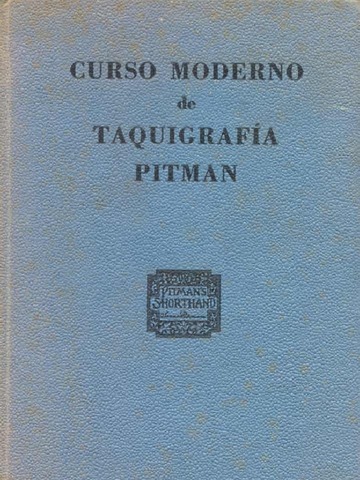 CURSO MODERNO
de
TAQUIGRAFÍA
PITMAN
PITMAN'S
SHORTHAND